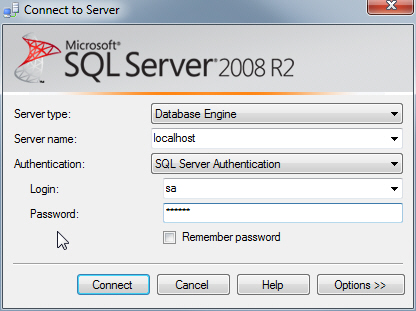 Connect to Server
Microsoft®
SQL Server® 2008 R2
Server type: Database Engine
Server name: localhost
Authentication: SQL Server Authentication
Login: sa
Password: ******
Remember password
Connect Cancel Help Options >>